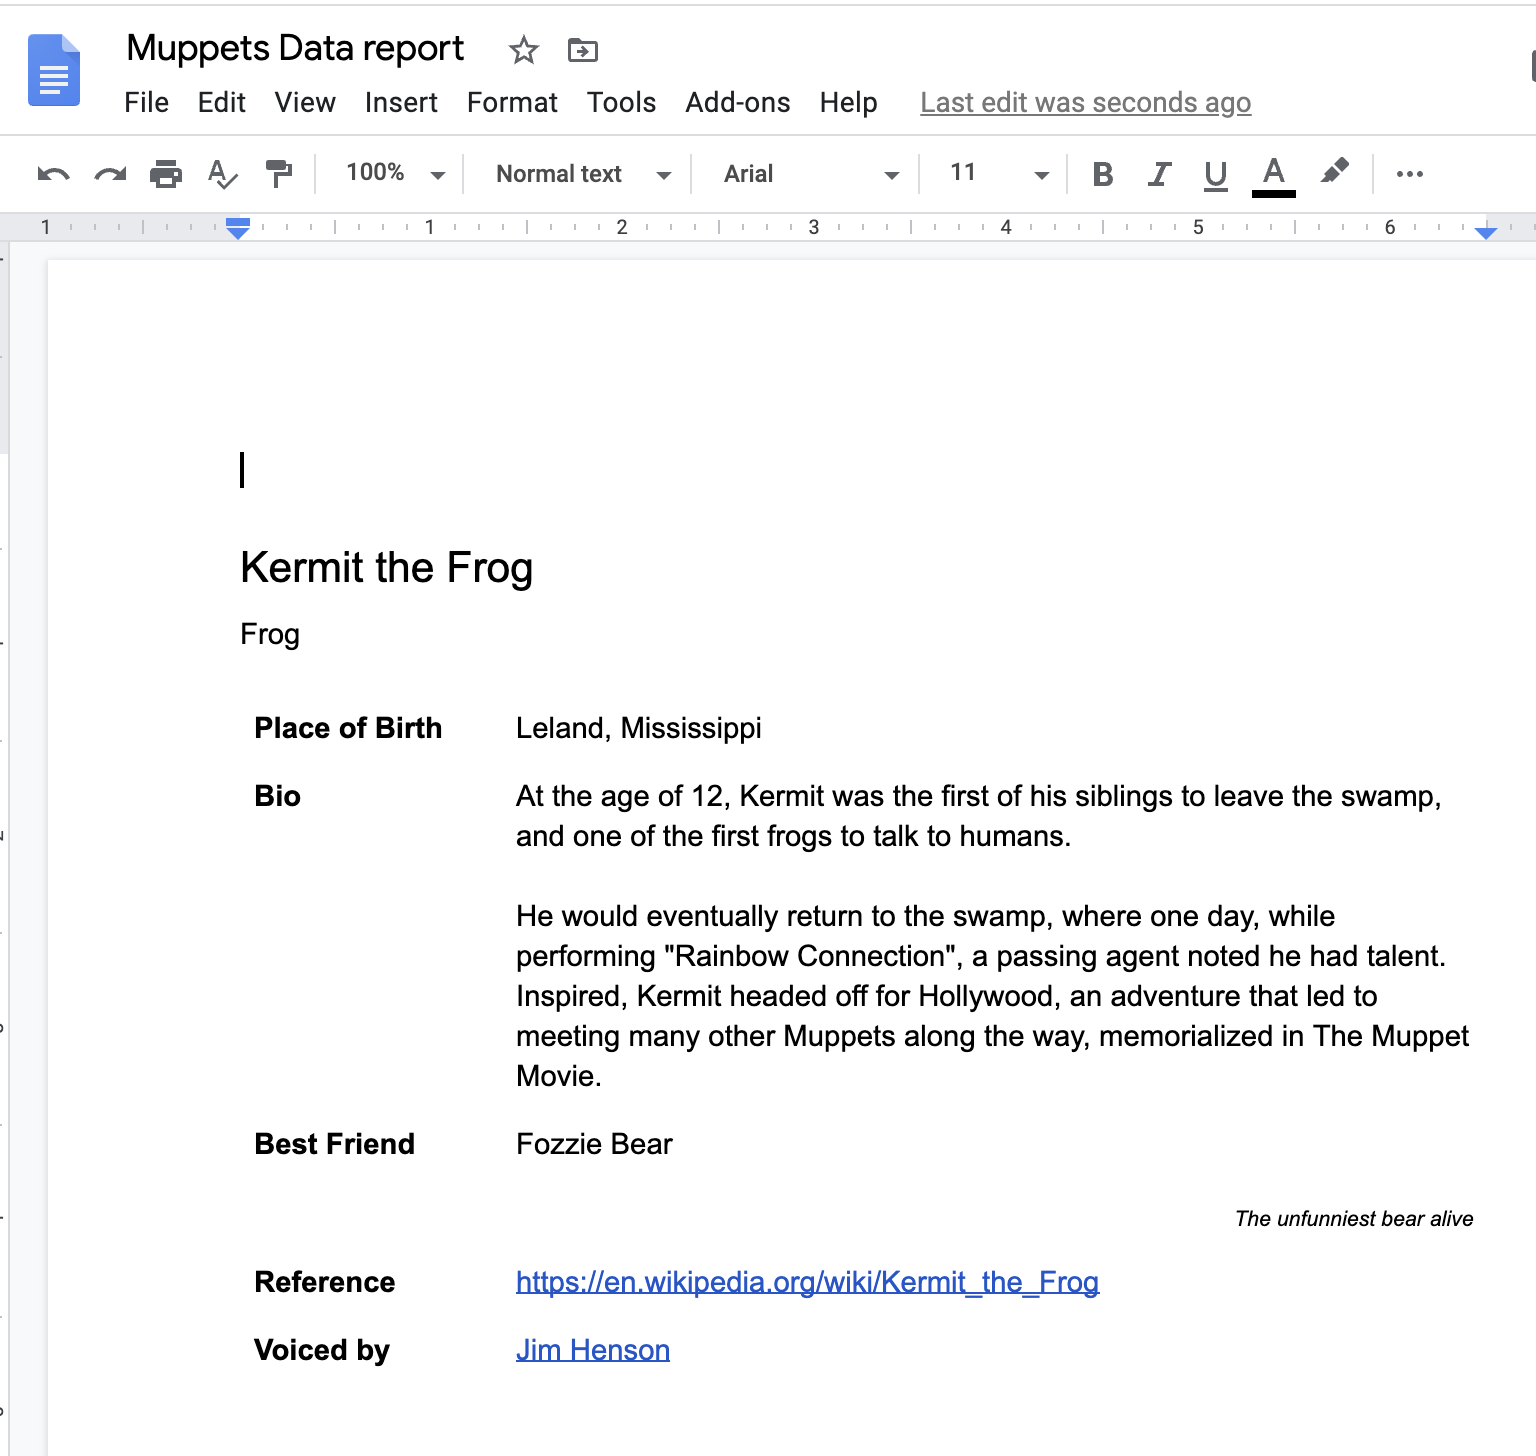 Muppets Data report
File Edit View Insert Format Tools Add-ons Help Last edit was seconds ago
100% Normal text Arial 11 B I U A
1 1 2 3 4 5 6
Kermit the Frog
Frog
Place of Birth Leland, Mississippi
Bio At the age of 12, Kermit was the first of his siblings to leave the swamp,
and one of the first frogs to talk to humans.
He would eventually return to the swamp, where one day, while
performing "Rainbow Connection", a passing agent noted he had talent.
Inspired, Kermit headed off for Hollywood, an adventure that led to
meeting many other Muppets along the way, memorialized in The Muppet
Movie.
Best Friend Fozzie Bear
The unfunniest bear alive
Reference https://en.wikipedia.org/wiki/Kermit_the_Frog
Voiced by Jim Henson